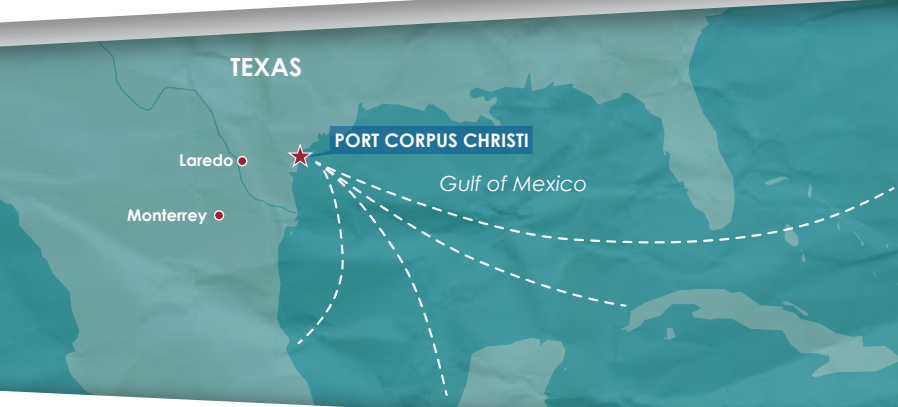 TEXAS
PORT CORPUS CHRISTI
Laredo
Gulf of Mexico
Monterrey